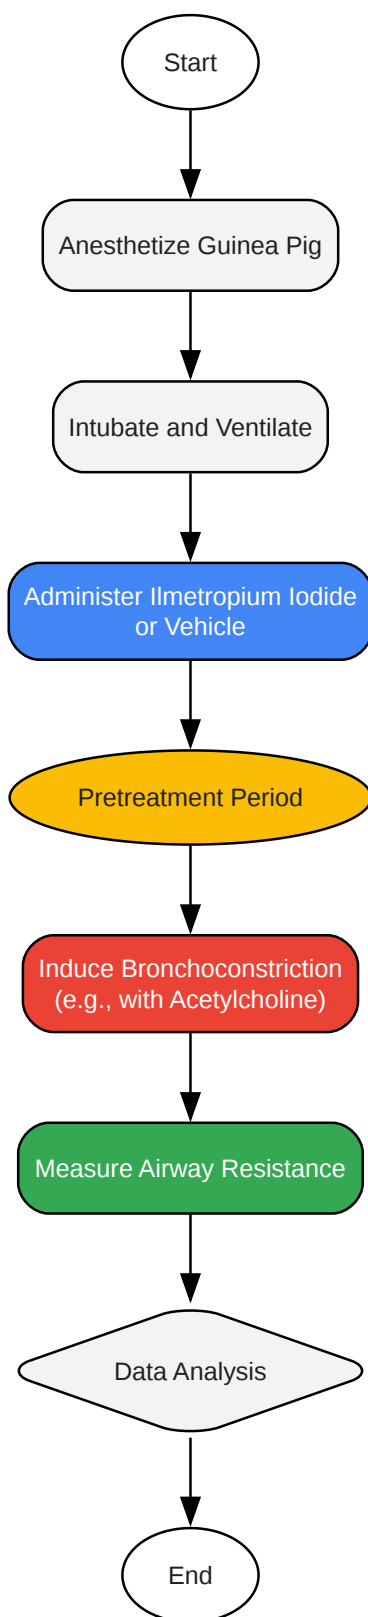 Start
Anesthetize Guinea Pig
Intubate and Ventilate
Administer Ilmetropium Iodide
or Vehicle
Pretreatment Period
Induce Bronchoconstriction
(e.g., with Acetylcholine)
Measure Airway Resistance
Data Analysis
End